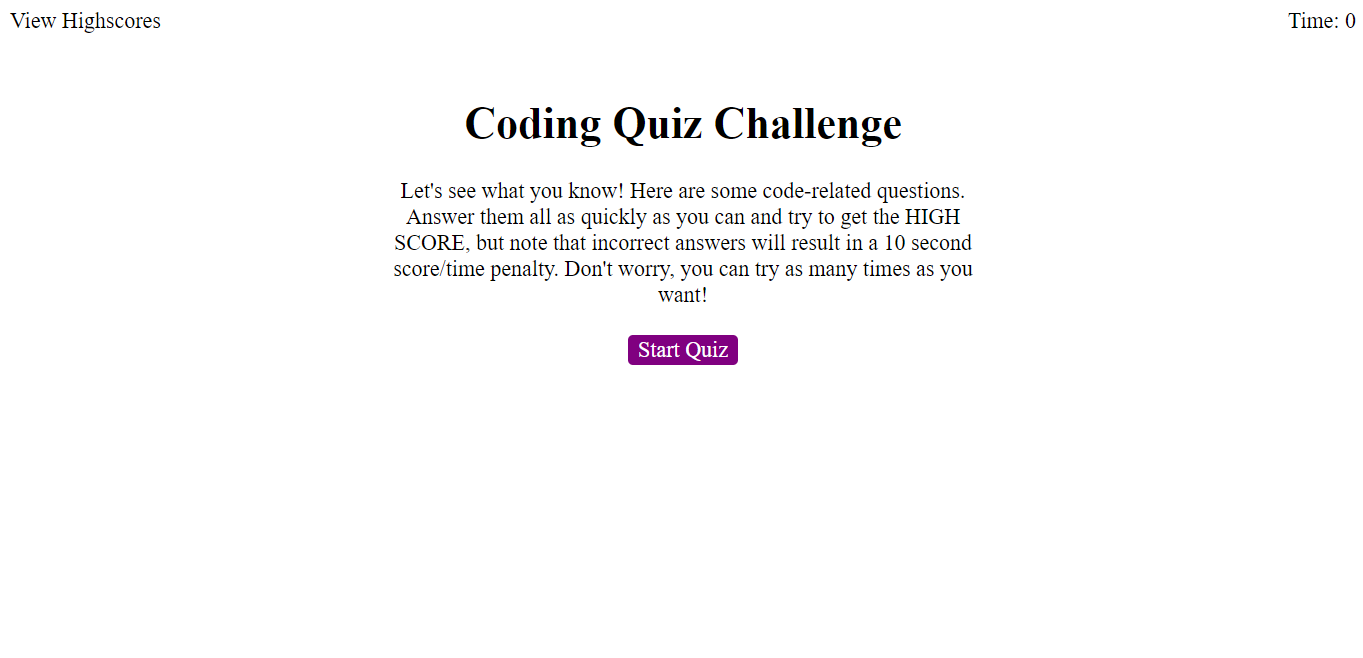 View Highscores
Time: 0
Coding Quiz Challenge
Let's see what you know! Here are some code-related questions.
Answer them all as quickly as you can and try to get the HIGH
SCORE, but note that incorrect answers will result in a 10 second
score/time penalty. Don't worry, you can try as many times as you
want!
Start Quiz